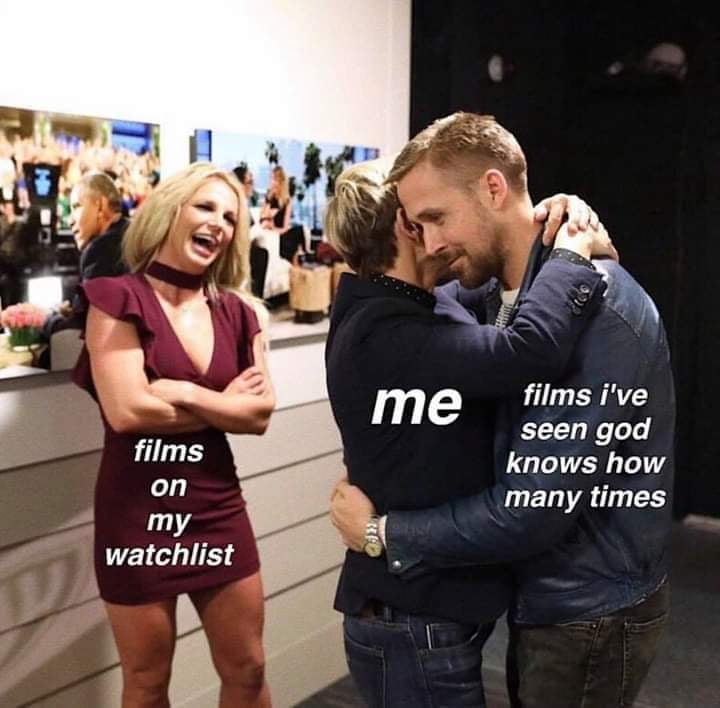 films
on
my
watchlist
me
films i've
seen god
knows how
many times